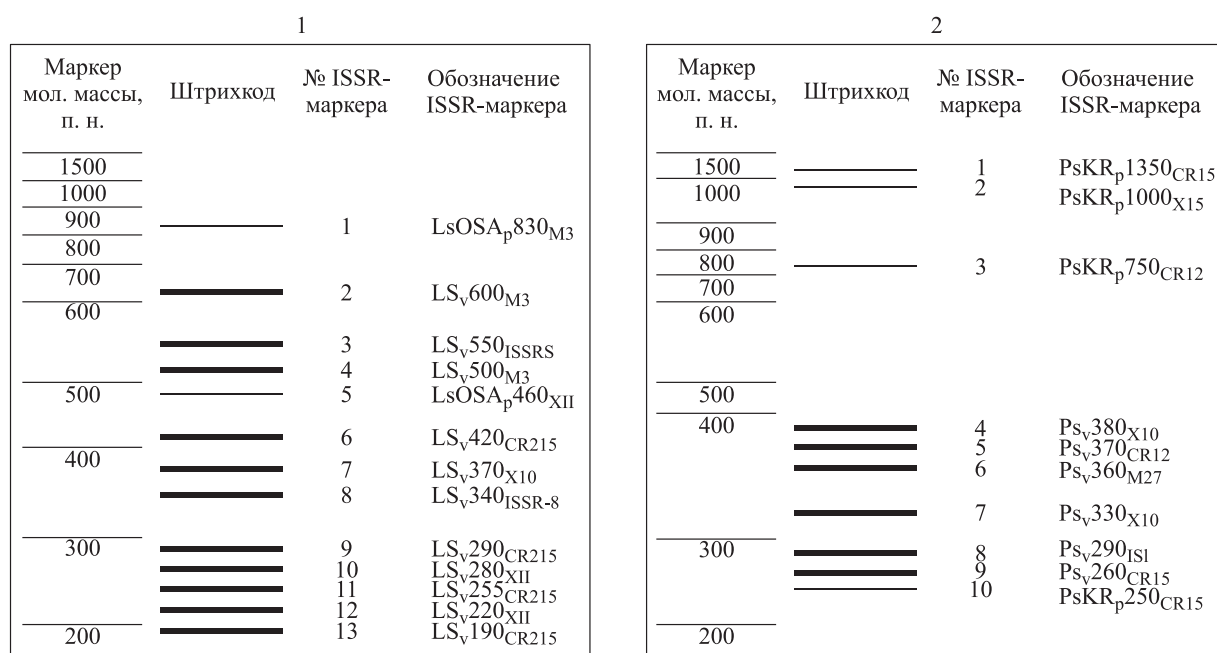 1
Маркер мол. массы, п. н. Штрихкод № ISSR-маркера Обозначение ISSR-маркера
1500
1000
900
1 LsOSAp830M3
800
700
2 LSv600M3
600
3 LSv550ISSRS
4 LSv500M3
500
5 LsOSAp460XII
6 LSv420CR215
400
7 LSv370X10
8 LSv340ISSR-8
300
9 LSv290CR215
10 LSv280XII
11 LSv255CR215
12 LSv220XII
13 LSv190CR215
200
2
Маркер мол. массы, п. н. Штрихкод № ISSR-маркера Обозначение ISSR-маркера
1500
1 PsKRp1350CR15
1000
2 PsKRp1000X15
900
800
3 PsKRp750CR12
700
600
500
400
4 Psv380X10
5 Psv370CR12
6 Psv360M27
7 Psv330X10
300
8 Psv290ISl
9 Psv260CR15
10 PsKRp250CR15
200